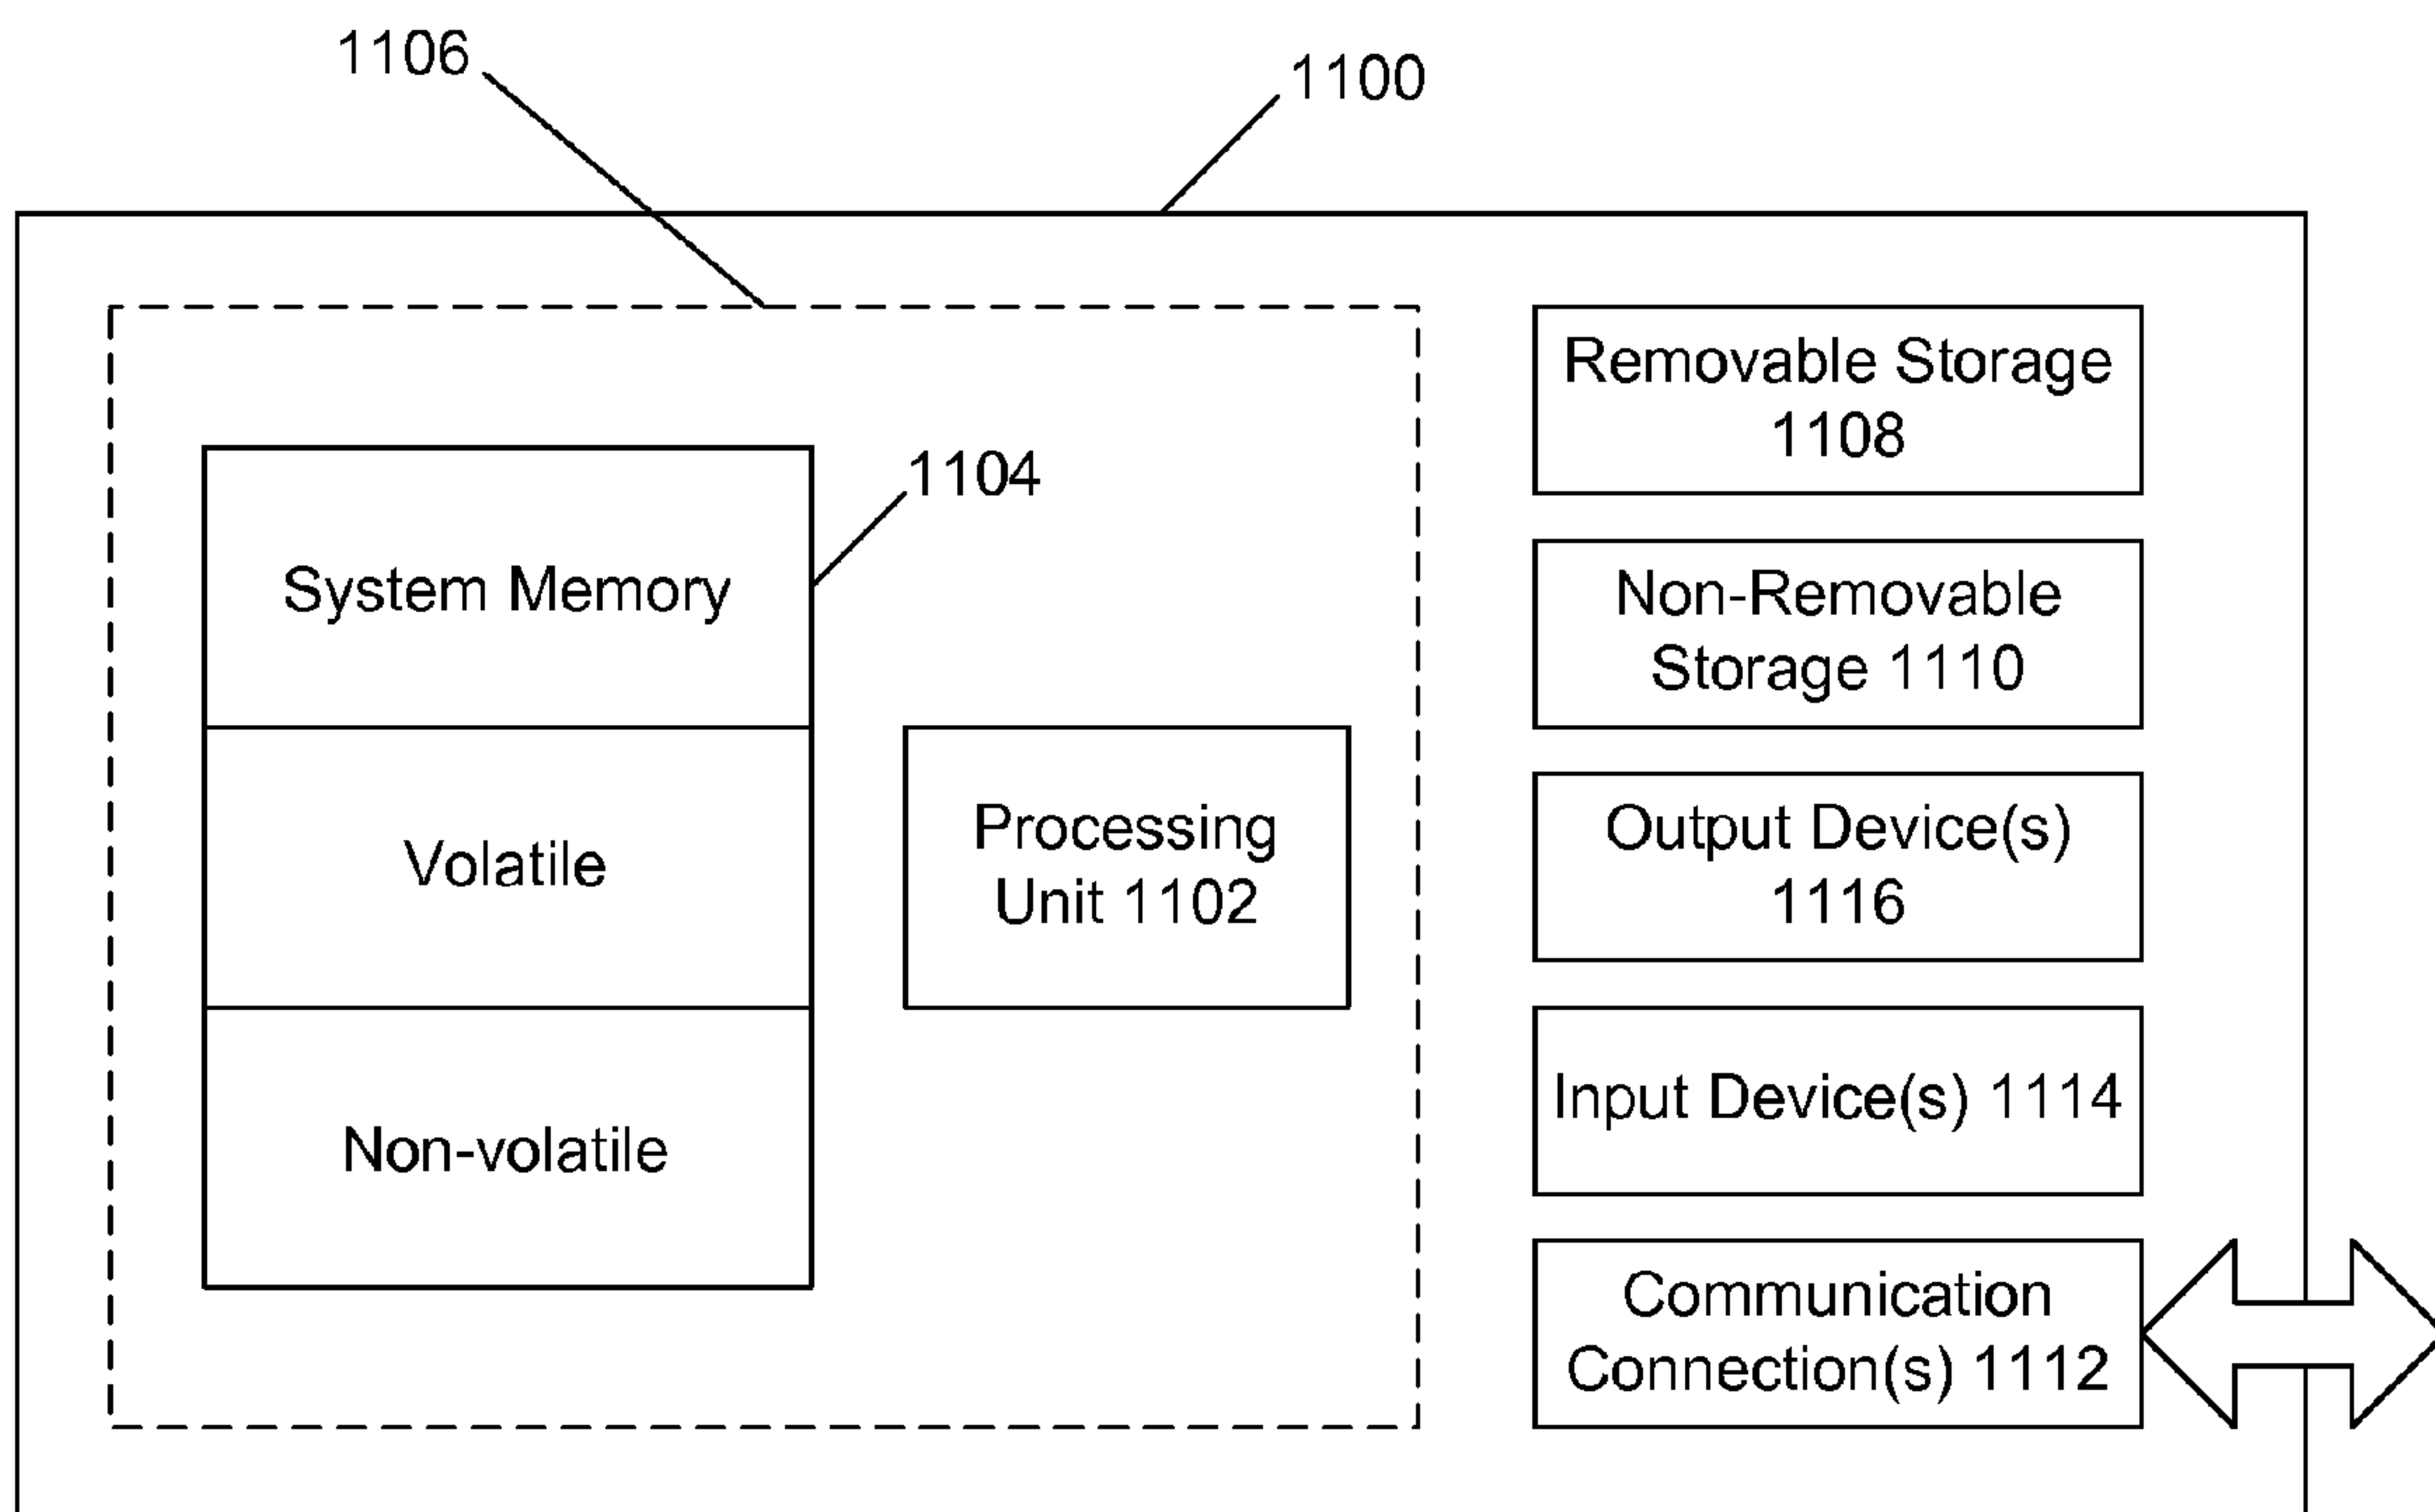 1106
1100
1104
System Memory
Volatile
Non-volatile
Processing
Unit 1102
Removable Storage
1108
Non-Removable
Storage 1110
Output Device(s)
1116
Input Device(s) 1114
Communication
Connection(s) 1112